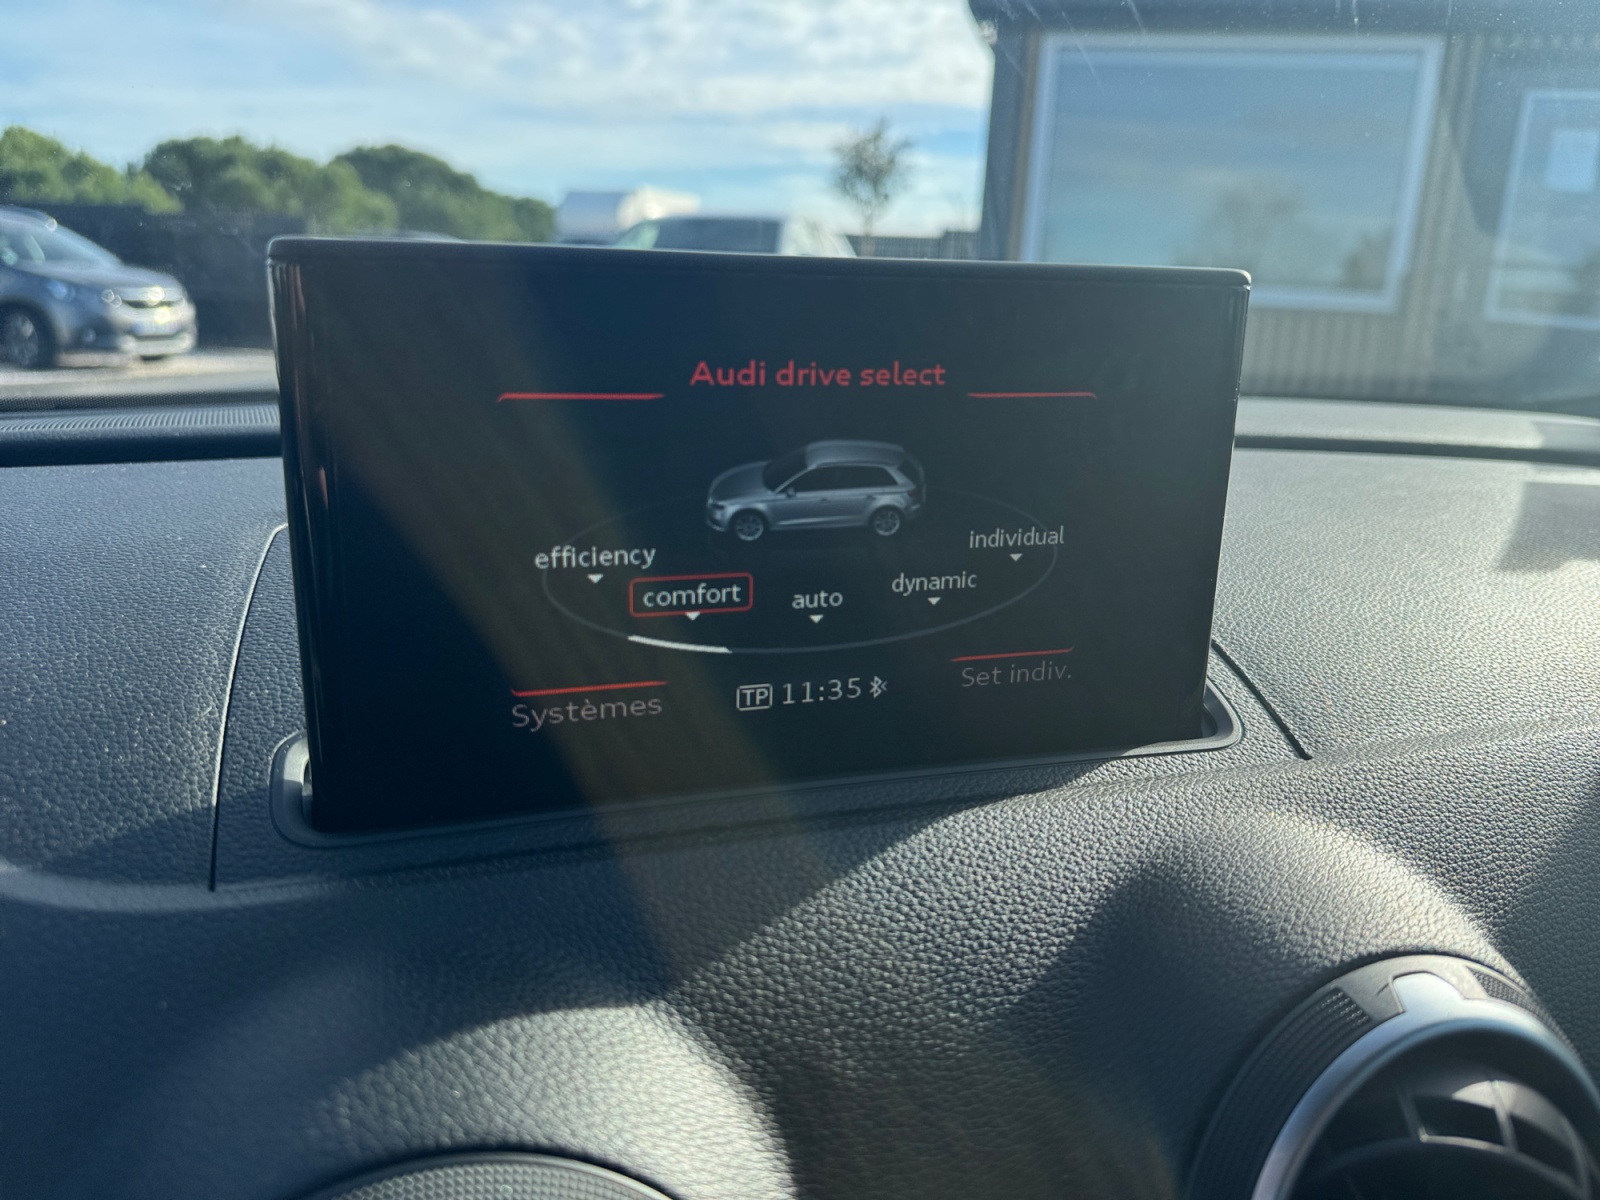 Audi drive select
efficiency
comfort
auto
dynamic
individual
Systèmes
TP 11:35
Set indiv.